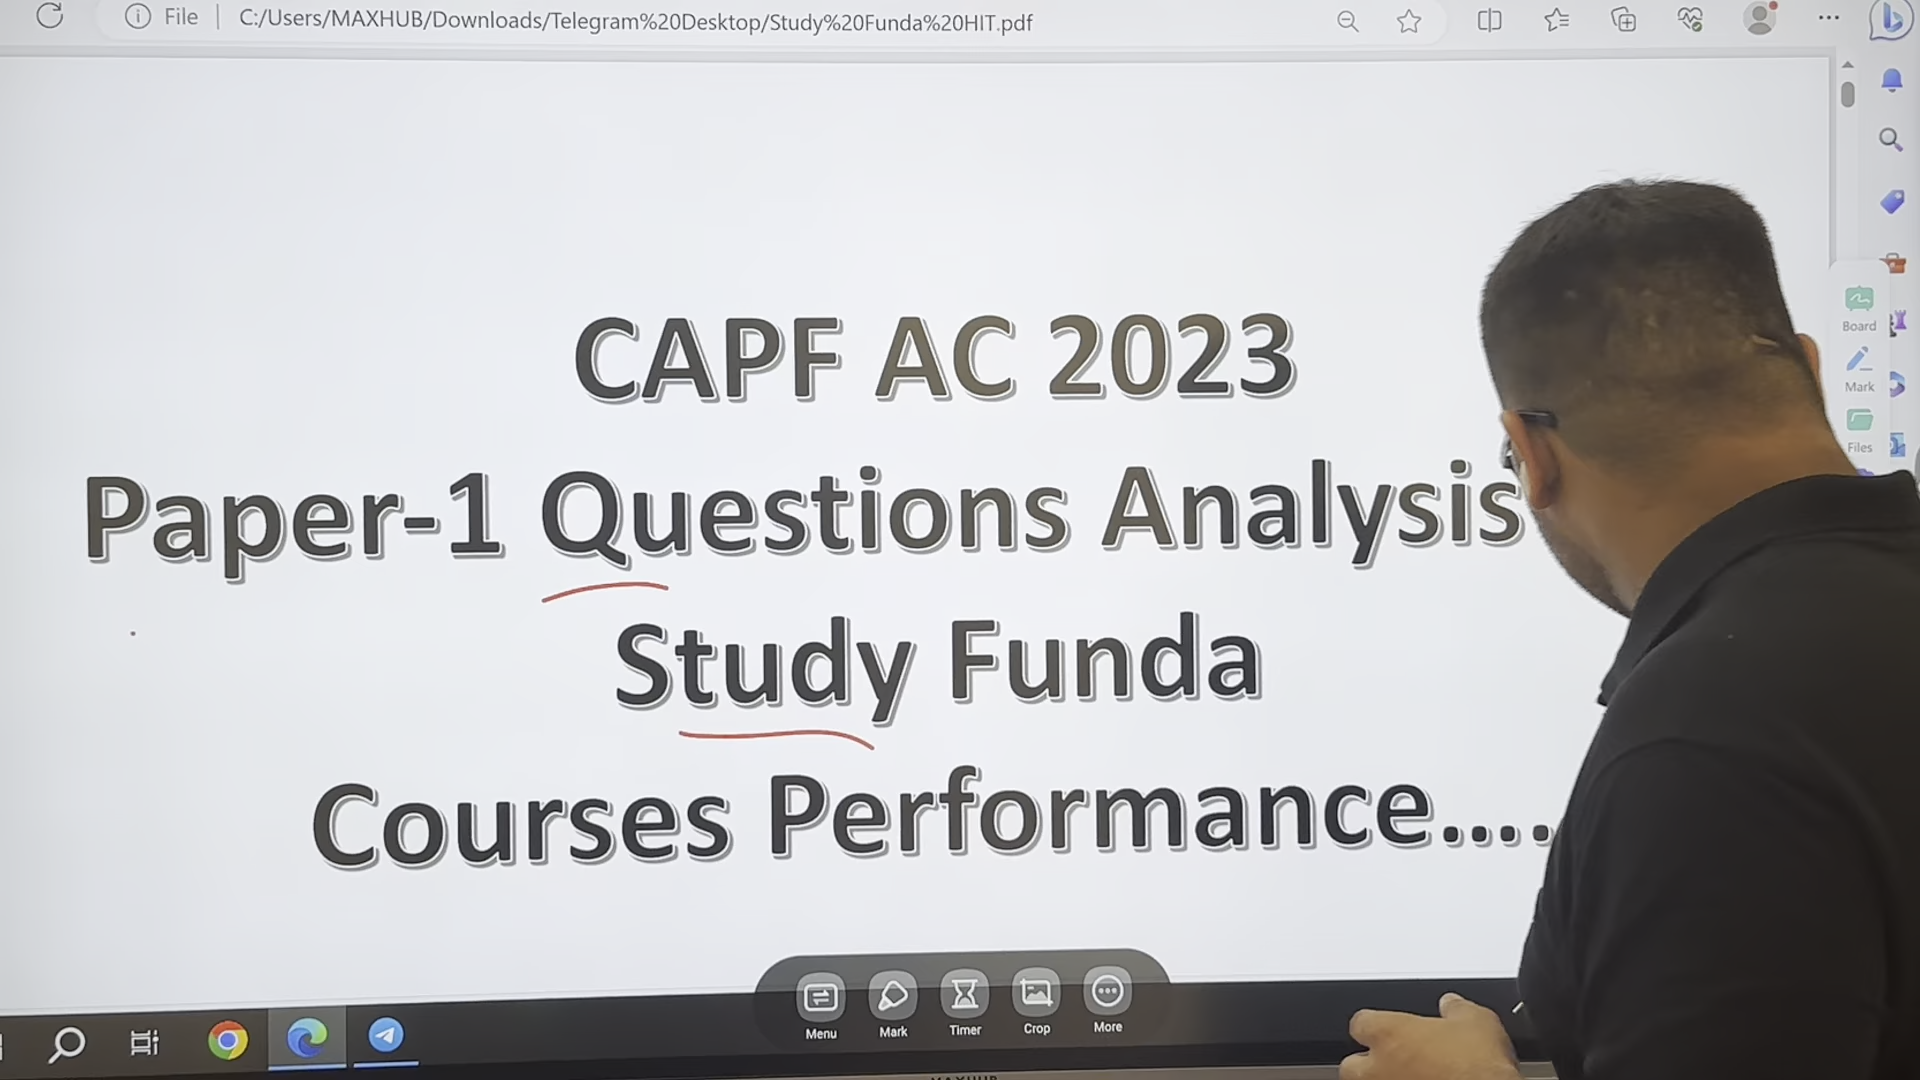 File | C:/Users/MAXHUB/Downloads/Telegram%20Desktop/Study%20Funda%20HIT.pdf
CAPF AC 2023
Paper-1 Questions Analysis
Study Funda
Courses Performance....
Board
Mark
Files
Menu
Mark
Timer
Crop
More
MAXHUB